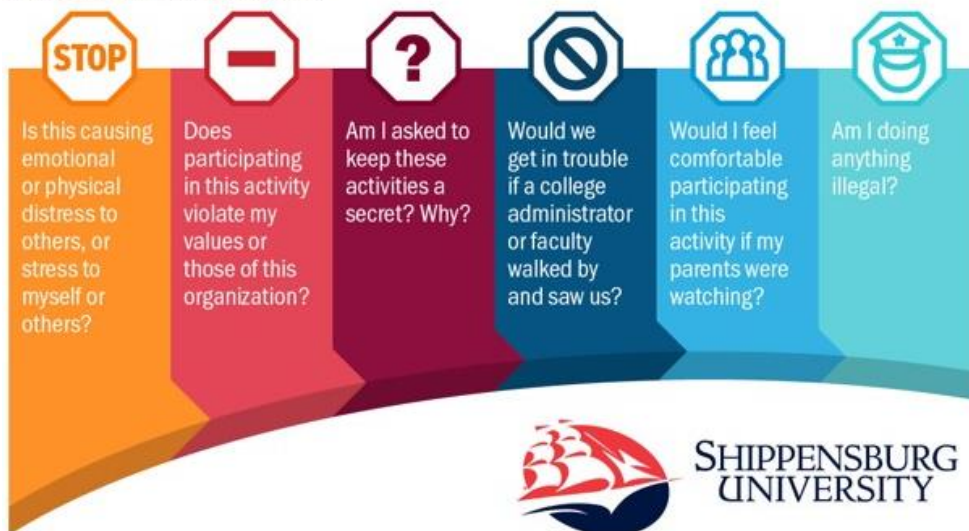 STOP
Is this causing
emotional
or physical
distress to
others, or
stress to
myself or
others?
Does
participating
in this activity
violate my
values or
those of this
organization?
?
Am I asked to
keep these
activities a
secret? Why?
Would we
get in trouble
if a college
administrator
or faculty
walked by
and saw us?
Would I feel
comfortable
participating
in this
activity if my
parents were
watching?
Am I doing
anything
illegal?
SHIPPENSBURG
UNIVERSITY